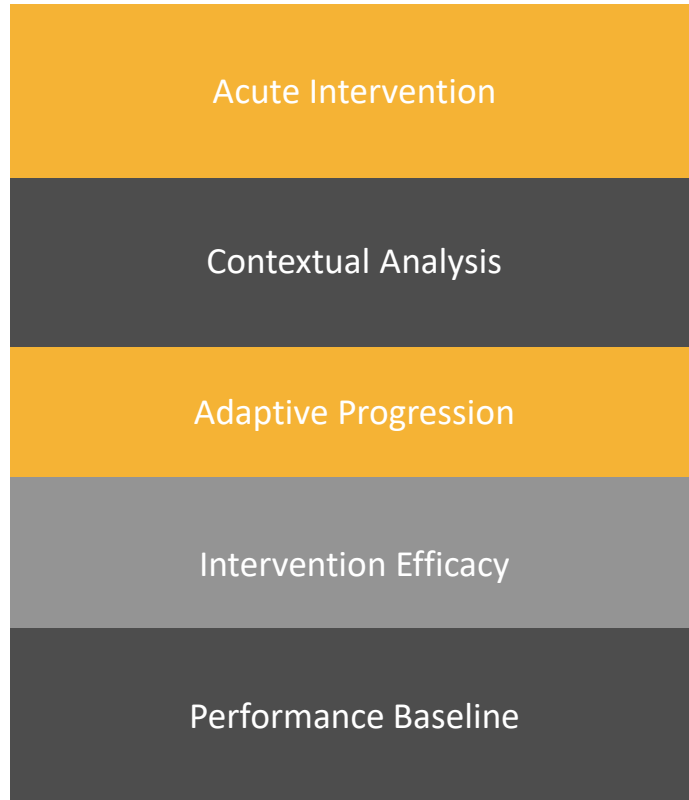 Acute Intervention
Contextual Analysis
Adaptive Progression
Intervention Efficacy
Performance Baseline